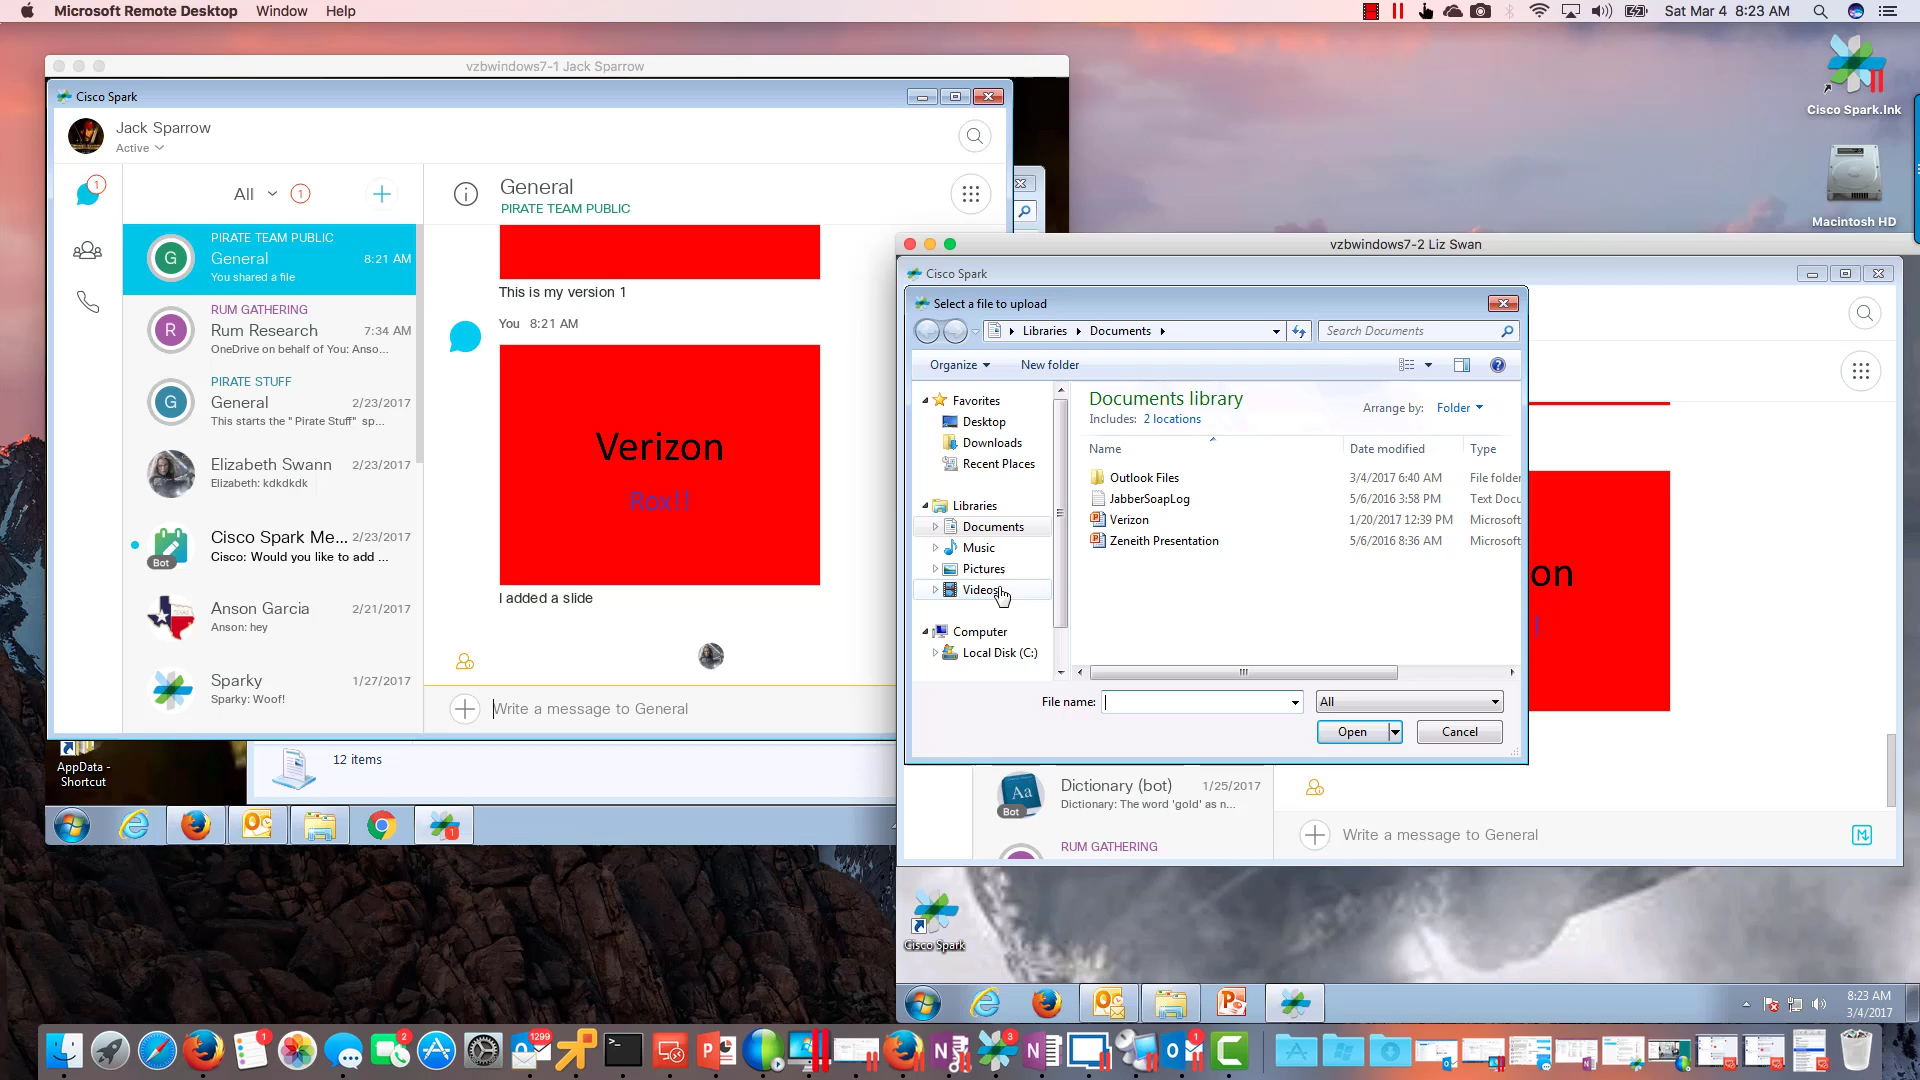 Microsoft Remote Desktop Window Help
Sat Mar 4 8:23 AM
vzbwindows7-1 Jack Sparrow
Cisco Spark
Jack Sparrow
Active
1
All 1
General
PIRATE TEAM PUBLIC
PIRATE TEAM PUBLIC
G General 8:21 AM
You shared a file
RUM GATHERING
R Rum Research 7:34 AM
OneDrive on behalf of You: Anso...
PIRATE STUFF
G General 2/23/2017
This starts the " Pirate Stuff" sp...
Elizabeth Swann 2/23/2017
Elizabeth: kdkdkdk
Cisco Spark Me... 2/23/2017
Cisco: Would you like to add ...
Bot
Anson Garcia 2/21/2017
Anson: hey
Sparky 1/27/2017
Sparky: Woof!
This is my version 1
You 8:21 AM
Verizon
Rox!!
I added a slide
Write a message to General
AppData -
Shortcut
12 items
1
Cisco Spark.lnk
Macintosh HD
vzbwindows7-2 Liz Swan
Cisco Spark
Select a file to upload
Libraries Documents
Search Documents
Organize New folder
Favorites
Desktop
Downloads
Recent Places
Libraries
Documents
Music
Pictures
Videos
Computer
Local Disk (C:)
Documents library
Includes: 2 locations
Arrange by: Folder
Name Date modified Type
Outlook Files 3/4/2017 6:40 AM File folder
JabberSoapLog 5/6/2016 3:58 PM Text Docu
Verizon 1/20/2017 12:39 PM Microsoft
Zeneith Presentation 5/6/2016 8:36 AM Microsoft
File name: All
Open Cancel
on
Aa Dictionary (bot) 1/25/2017
Dictionary: The word 'gold' as n...
Bot
RUM GATHERING
Write a message to General
Cisco Spark
8:23 AM
3/4/2017
1
2
1299
3
1